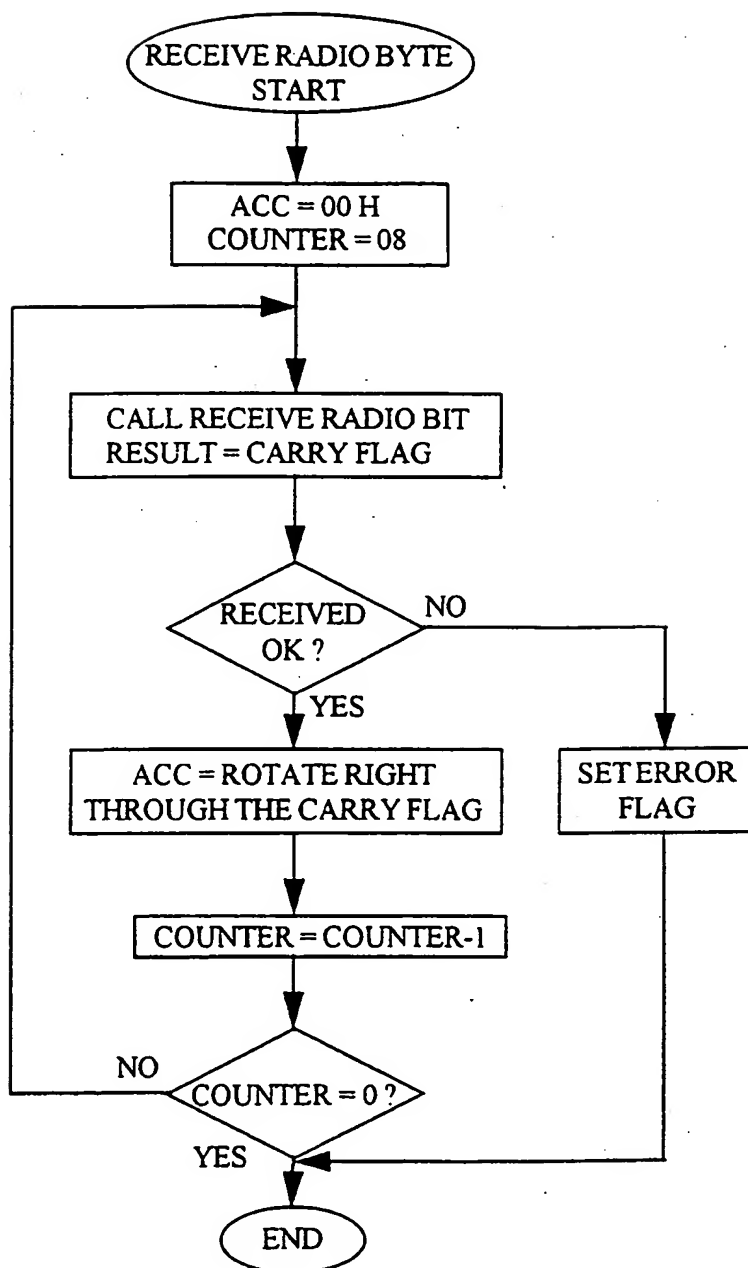 RECEIVE RADIO BYTE
START
ACC = 00 H
COUNTER = 08
CALL RECEIVE RADIO BIT
RESULT = CARRY FLAG
RECEIVED
OK ?
NO
YES
ACC = ROTATE RIGHT
THROUGH THE CARRY FLAG
SET ERROR
FLAG
COUNTER = COUNTER-1
NO
COUNTER = 0 ?
YES
END